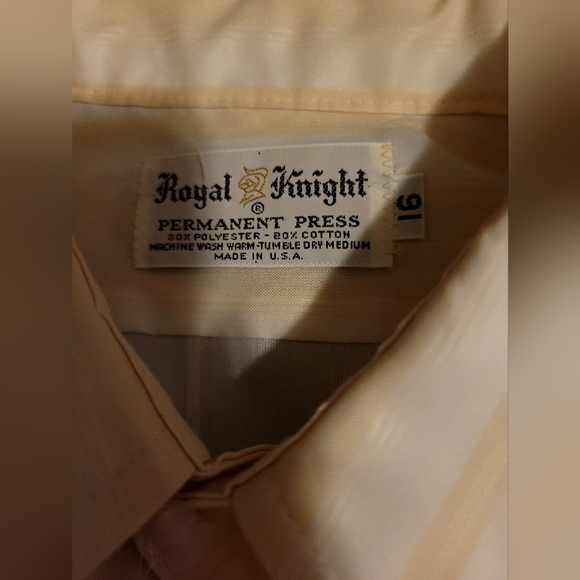 Royal Knight
®
PERMANENT PRESS
80% POLYESTER - 20% COTTON
MACHINE WASH WARM-TUMBLE DRY MEDIUM
MADE IN U.S.A.
16